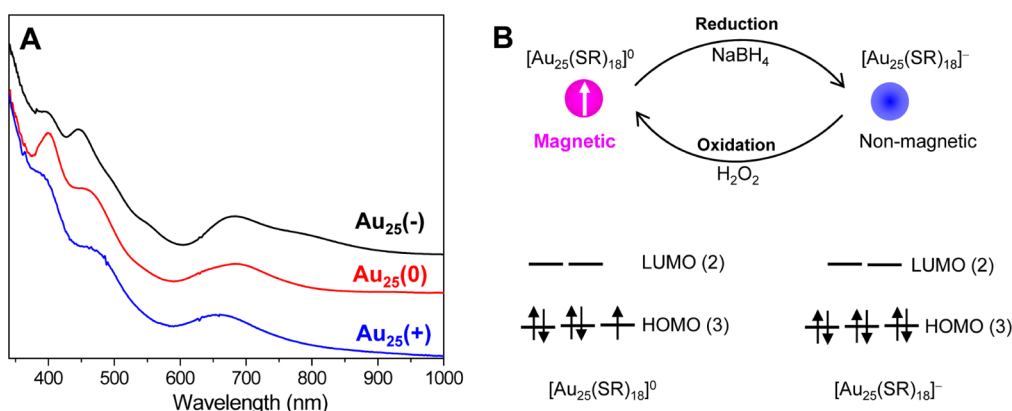 A
Au₂₅(-)
Au₂₅(0)
Au₂₅(+)
400 500 600 700 800 900 1000
Wavelength (nm)
B
Reduction
NaBH₄
[Au₂₅(SR)₁₈]⁰
[Au₂₅(SR)₁₈]⁻
Magnetic
Non-magnetic
Oxidation
H₂O₂
LUMO (2)
LUMO (2)
HOMO (3)
HOMO (3)
[Au₂₅(SR)₁₈]⁰
[Au₂₅(SR)₁₈]⁻